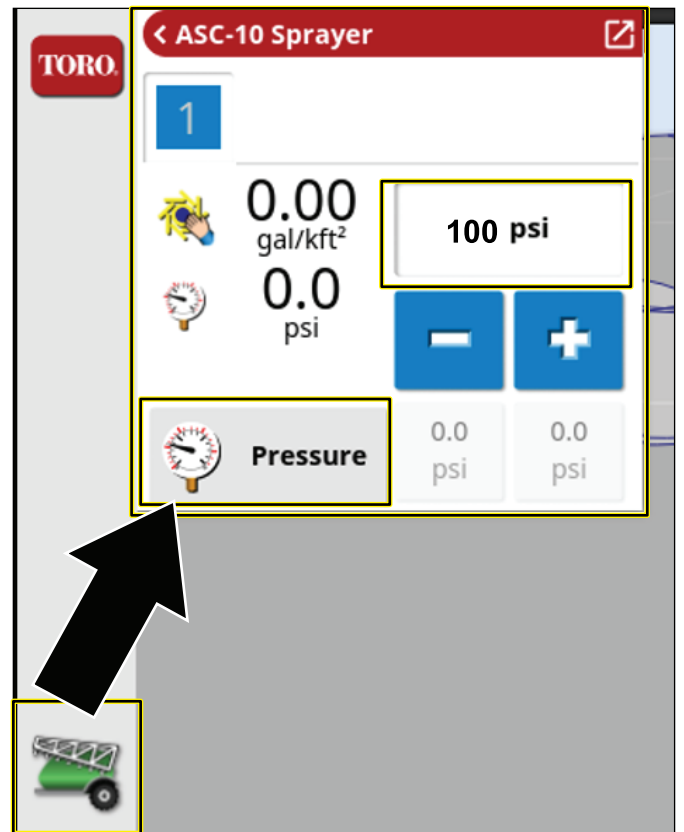 TORO.
ASC-10 Sprayer
1
0.00
gal/kft²
100 psi
0.0
psi
Pressure
0.0
psi
0.0
psi